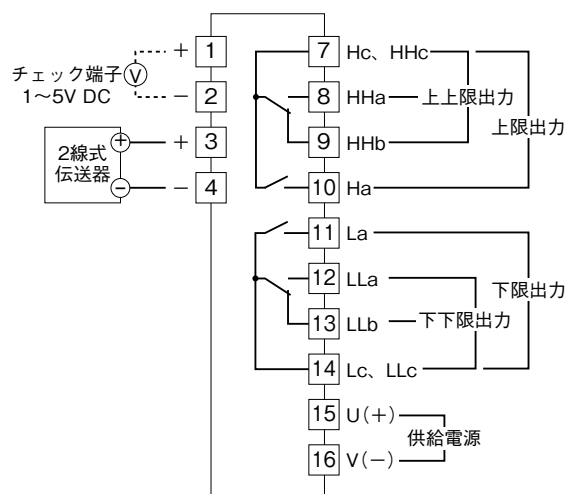 チェック端子
1～5V DC
V
+ 1
− 2
2線式
伝送器
+
−
+ 3
− 4
7 Hc、HHc
8 HHa 上上限出力
9 HHb
上限出力
10 Ha
11 La
12 LLa
下限出力
13 LLb 下下限出力
14 Lc、LLc
15 U(+)
供給電源
16 V(−)